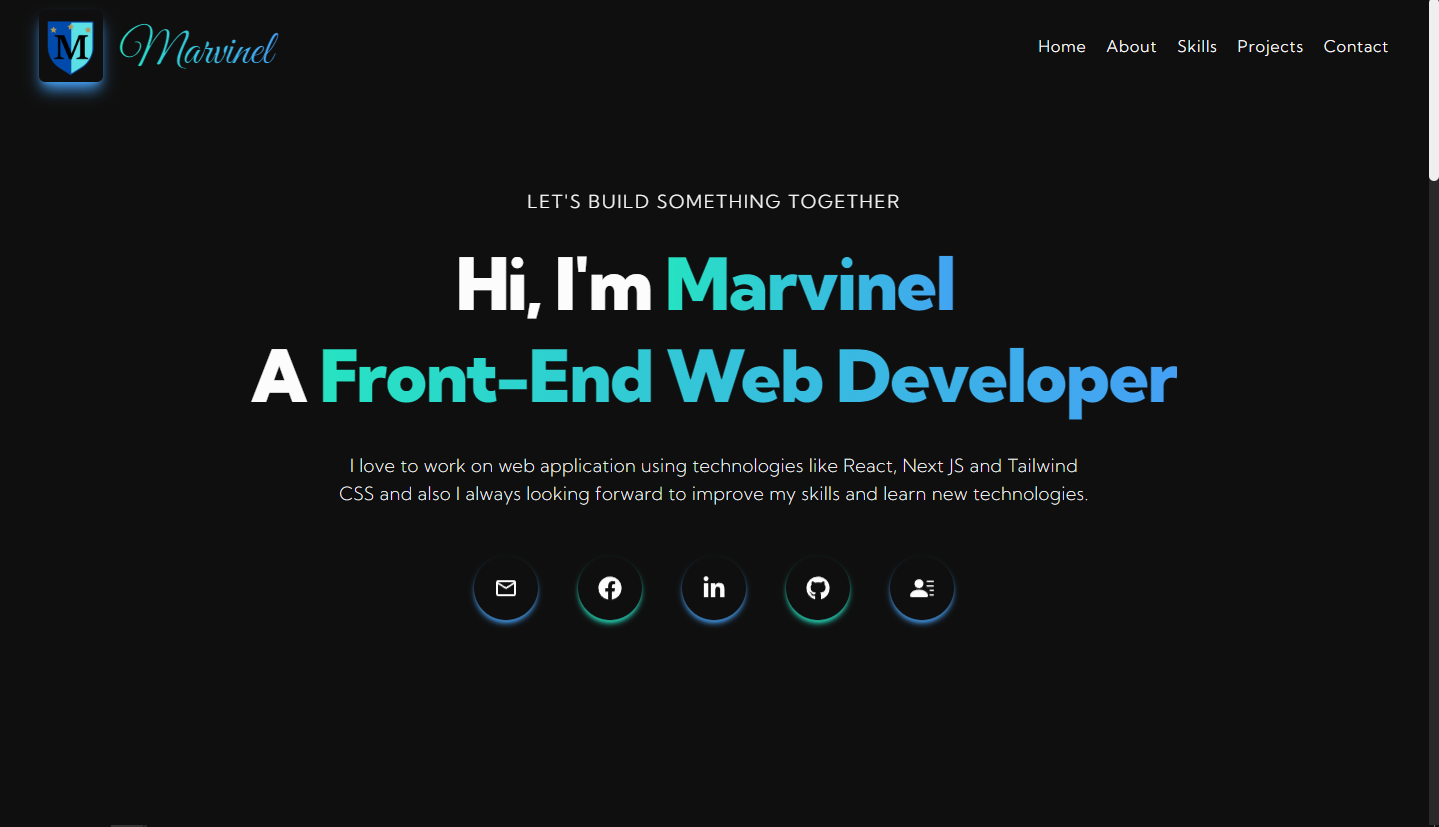 M
Marvinel
Home About Skills Projects Contact
LET'S BUILD SOMETHING TOGETHER
Hi, I'm Marvinel
A Front-End Web Developer
I love to work on web application using technologies like React, Next JS and Tailwind
CSS and also I always looking forward to improve my skills and learn new technologies.
in